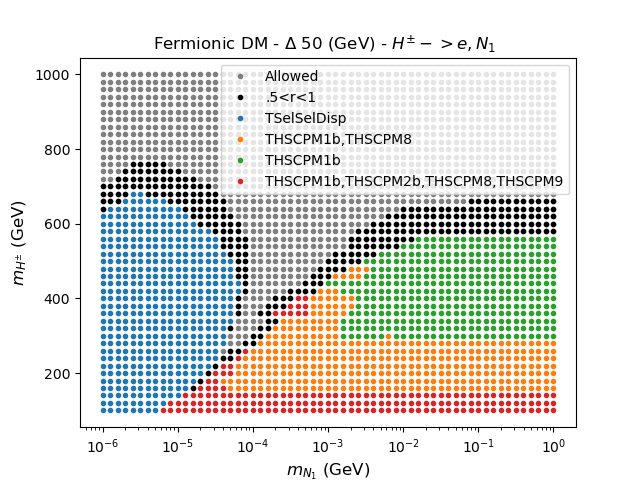 Fermionic DM - Δ 50 (GeV) - H± − > e, N1
Allowed
.5<r<1
TSelSelDisp
THSCPM1b,THSCPM8
THSCPM1b
THSCPM1b,THSCPM2b,THSCPM8,THSCPM9
1000
800
600
400
200
mH± (GeV)
10−6 10−5 10−4 10−3 10−2 10−1 100
mN1 (GeV)